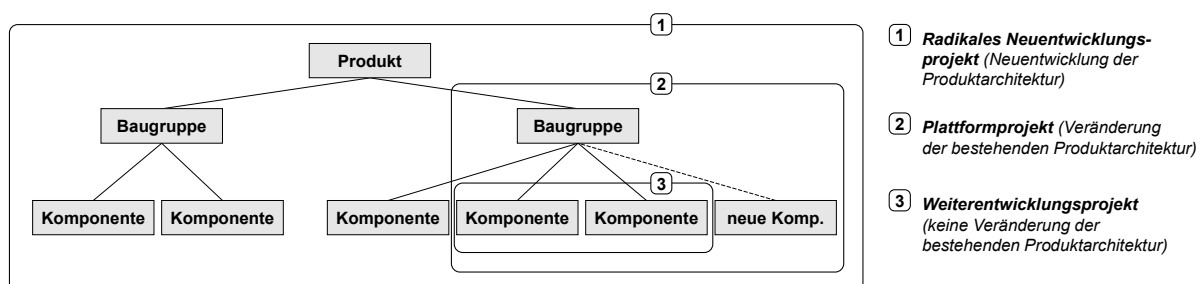 1
Produkt
2
Baugruppe
Baugruppe
3
Komponente
Komponente
Komponente
Komponente
Komponente
neue Komp.
1 Radikales Neuentwicklungs-
projekt (Neuentwicklung der
Produktarchitektur)
2 Plattformprojekt (Veränderung
der bestehenden Produktarchitektur)
3 Weiterentwicklungsprojekt
(keine Veränderung der
bestehenden Produktarchitektur)